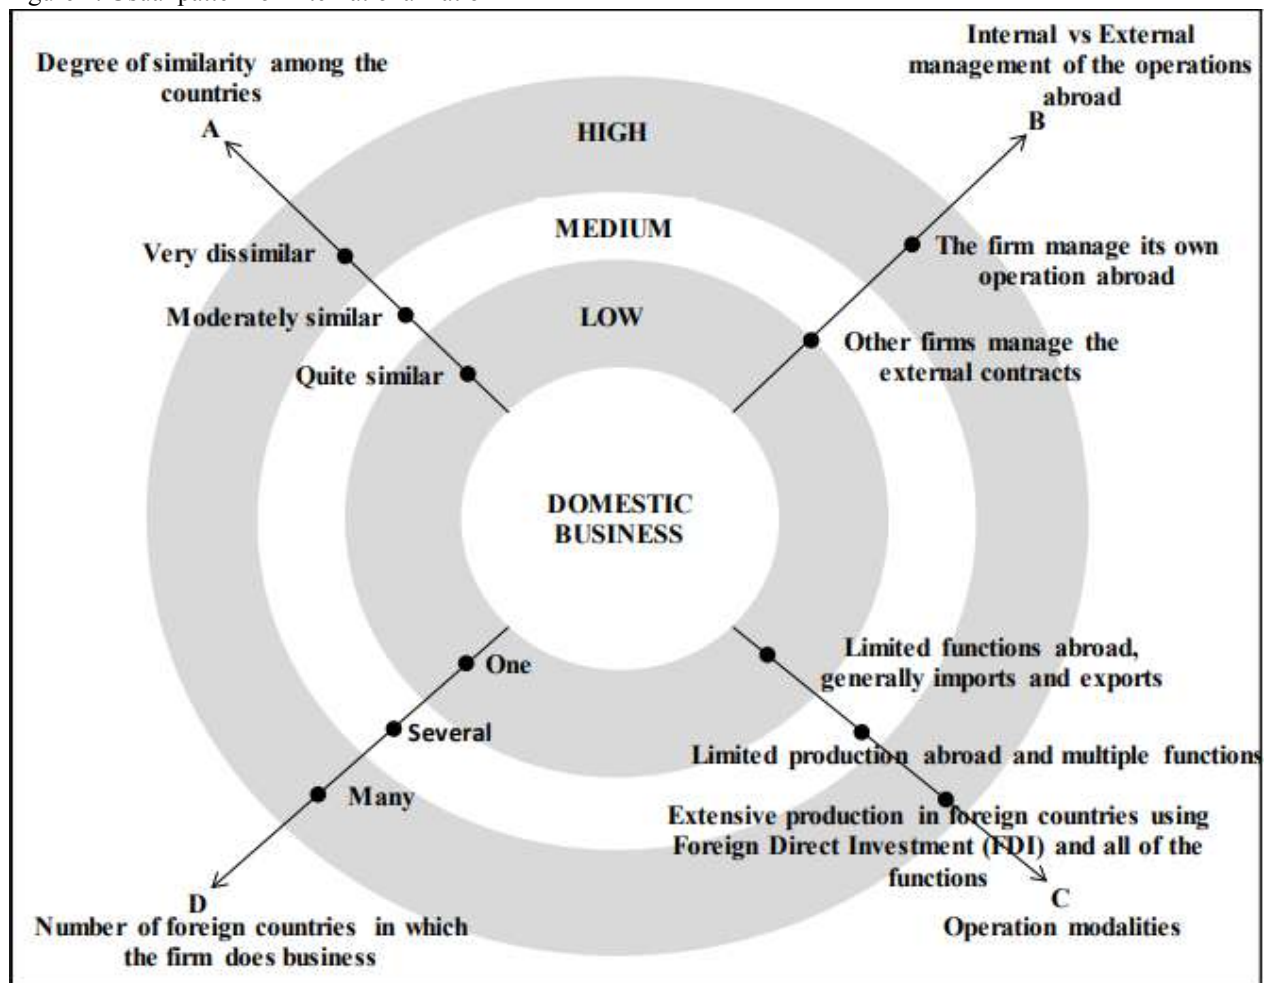 Degree of similarity among the
countries
A
Internal vs External
management of the operations
abroad
B
HIGH
MEDIUM
LOW
Very dissimilar
Moderately similar
Quite similar
The firm manage its own
operation abroad
Other firms manage the
external contracts
DOMESTIC
BUSINESS
One
Several
Many
Limited functions abroad,
generally imports and exports
Limited production abroad and multiple functions
Extensive production in foreign countries using
Foreign Direct Investment (FDI) and all of the
functions
D
Number of foreign countries in which
the firm does business
C
Operation modalities